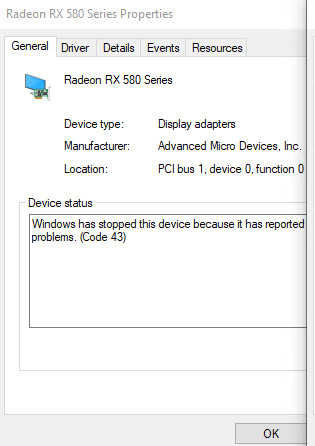 Radeon RX 580 Series Properties
General Driver Details Events Resources
Radeon RX 580 Series
Device type: Display adapters
Manufacturer: Advanced Micro Devices, Inc.
Location: PCI bus 1, device 0, function 0
Device status
Windows has stopped this device because it has reported
problems. (Code 43)
OK